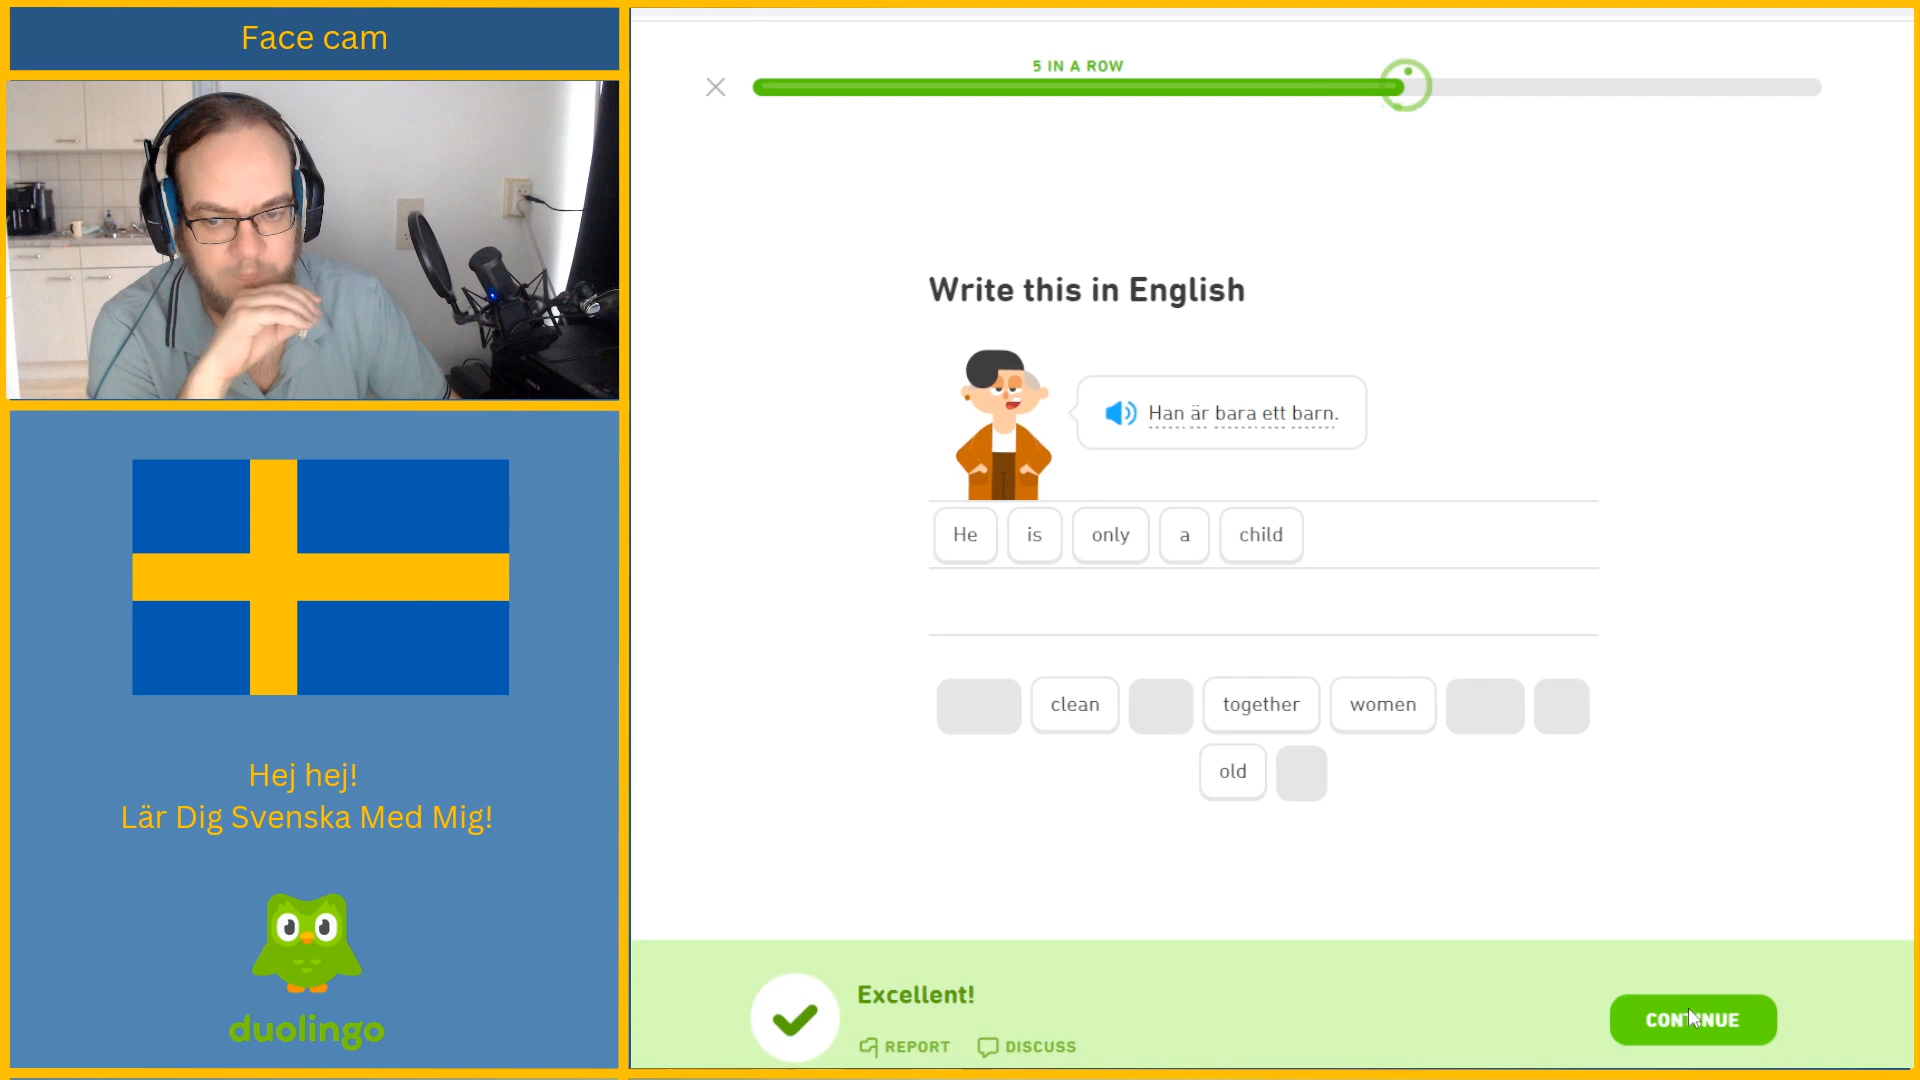 Face cam
5 IN A ROW
Write this in English
Han är bara ett barn.
He is only a child
clean together women
old
Hej hej!
Lär Dig Svenska Med Mig!
duolingo
Excellent!
REPORT DISCUSS
CONTINUE